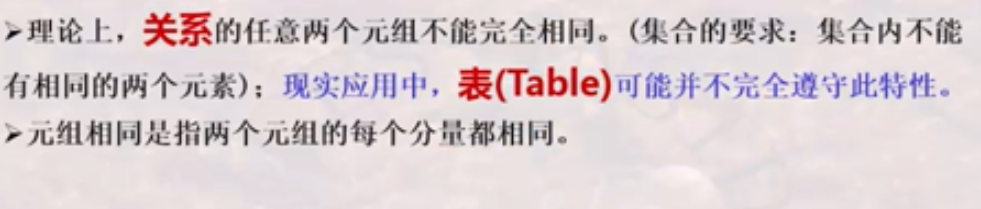 ➢理论上，关系的任意两个元组不能完全相同。(集合的要求：集合内不能
有相同的两个元素)；现实应用中，表(Table)可能并不完全遵守此特性。
➢元组相同是指两个元组的每个分量都相同。